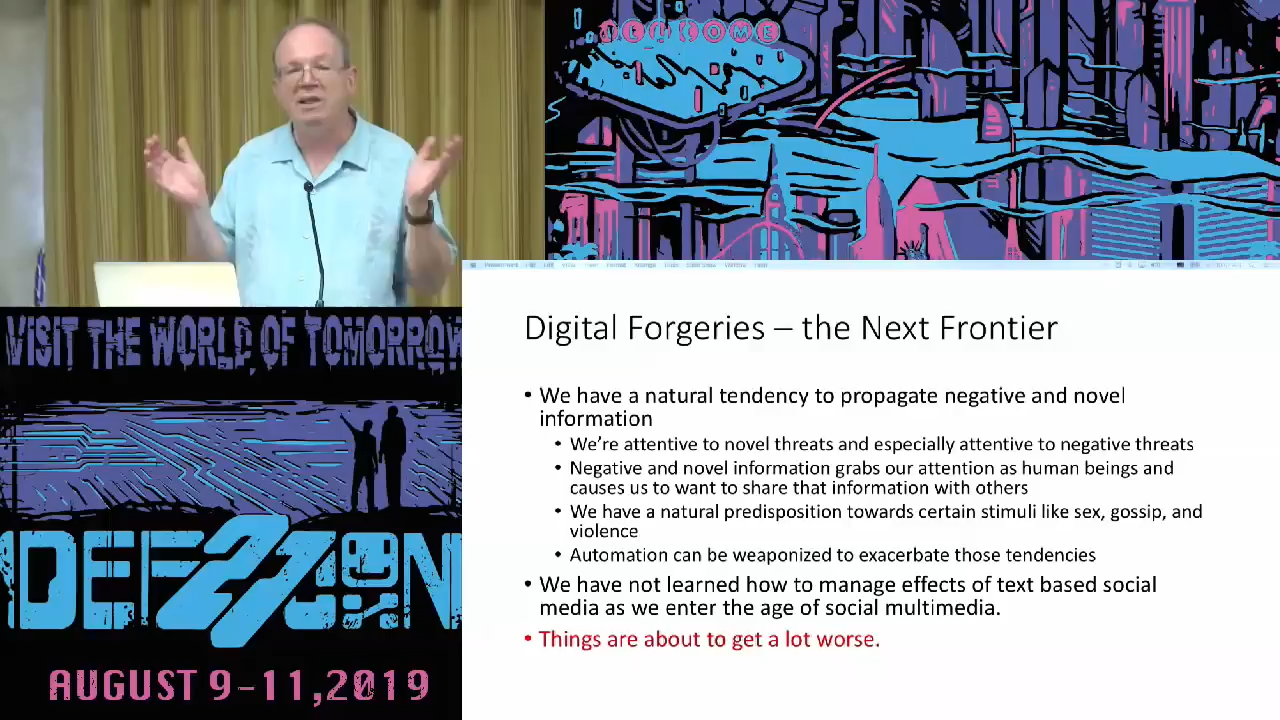 WELCOME
VISIT THE WORLD OF TOMORROW
DEF 27 CON
AUGUST 9-11,2019
Digital Forgeries – the Next Frontier
• We have a natural tendency to propagate negative and novel
information
• We're attentive to novel threats and especially attentive to negative threats
• Negative and novel information grabs our attention as human beings and
causes us to want to share that information with others
• We have a natural predisposition towards certain stimuli like sex, gossip, and
violence
• Automation can be weaponized to exacerbate those tendencies
• We have not learned how to manage effects of text based social
media as we enter the age of social multimedia.
• Things are about to get a lot worse.